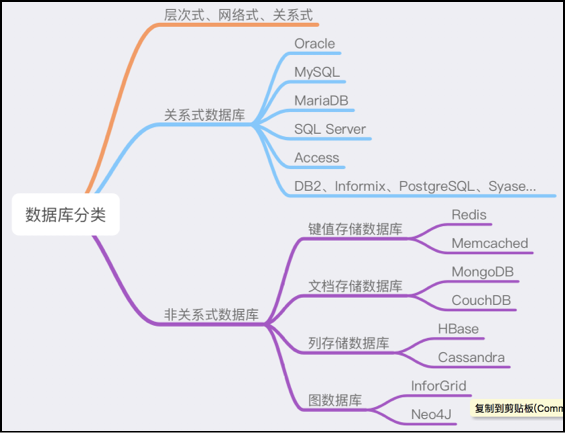 层次式、网络式、关系式
Oracle
MySQL
关系式数据库
MariaDB
SQL Server
Access
DB2、Informix、PostgreSQL、Syase...
数据库分类
键值存储数据库
Redis
Memcached
文档存储数据库
MongoDB
CouchDB
非关系式数据库
列存储数据库
HBase
Cassandra
图数据库
InforGrid
Neo4J
复制到剪贴板(Comm